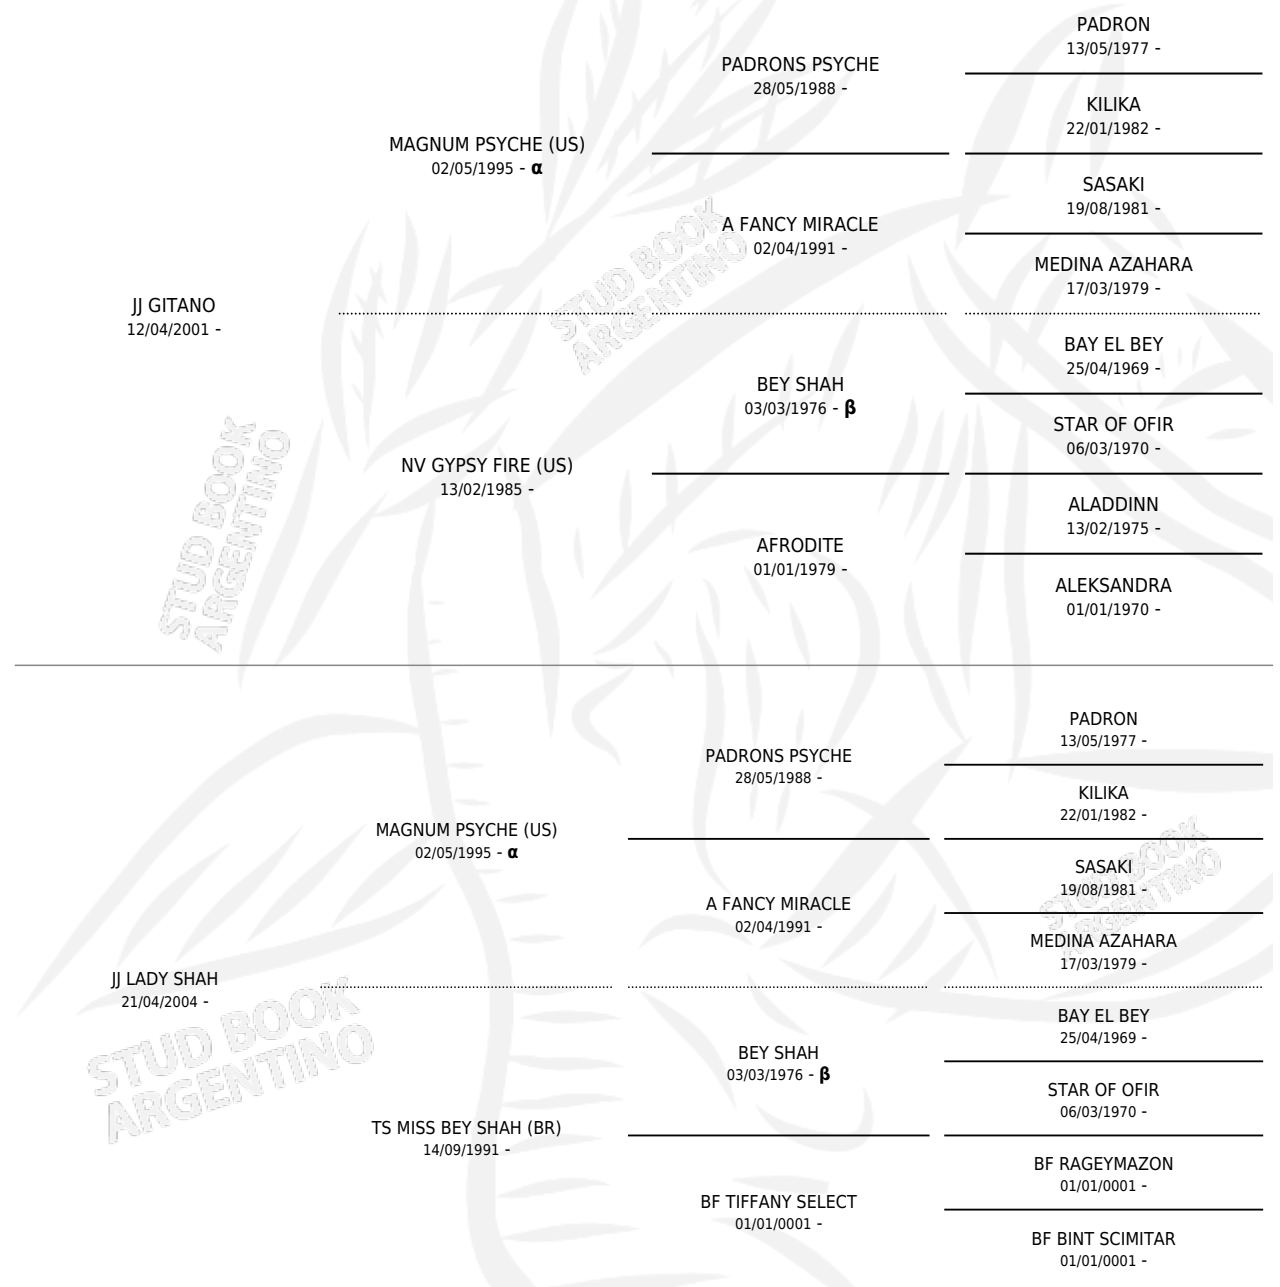 PADRON
13/05/1977 -
PADRONS PSYCHE
28/05/1988 -
KILIKA
22/01/1982 -
MAGNUM PSYCHE (US)
02/05/1995 - α
SASAKI
19/08/1981 -
A FANCY MIRACLE
02/04/1991 -
MEDINA AZAHARA
17/03/1979 -
JJ GITANO
12/04/2001 -
BAY EL BEY
25/04/1969 -
BEY SHAH
03/03/1976 - β
STAR OF OFIR
06/03/1970 -
NV GYPSY FIRE (US)
13/02/1985 -
ALADDINN
13/02/1975 -
AFRODITE
01/01/1979 -
ALEKSANDRA
01/01/1970 -
STUD BOOK
ARGENTINO
STUD BOOK
ARGENTINO
PADRON
13/05/1977 -
PADRONS PSYCHE
28/05/1988 -
KILIKA
22/01/1982 -
MAGNUM PSYCHE (US)
02/05/1995 - α
SASAKI
19/08/1981 -
A FANCY MIRACLE
02/04/1991 -
MEDINA AZAHARA
17/03/1979 -
JJ LADY SHAH
21/04/2004 -
BAY EL BEY
25/04/1969 -
BEY SHAH
03/03/1976 - β
STAR OF OFIR
06/03/1970 -
TS MISS BEY SHAH (BR)
14/09/1991 -
BF RAGEYMAZON
01/01/0001 -
BF TIFFANY SELECT
01/01/0001 -
BF BINT SCIMITAR
01/01/0001 -
STUD BOOK
ARGENTINO
STUD BOOK
ARGENTINO